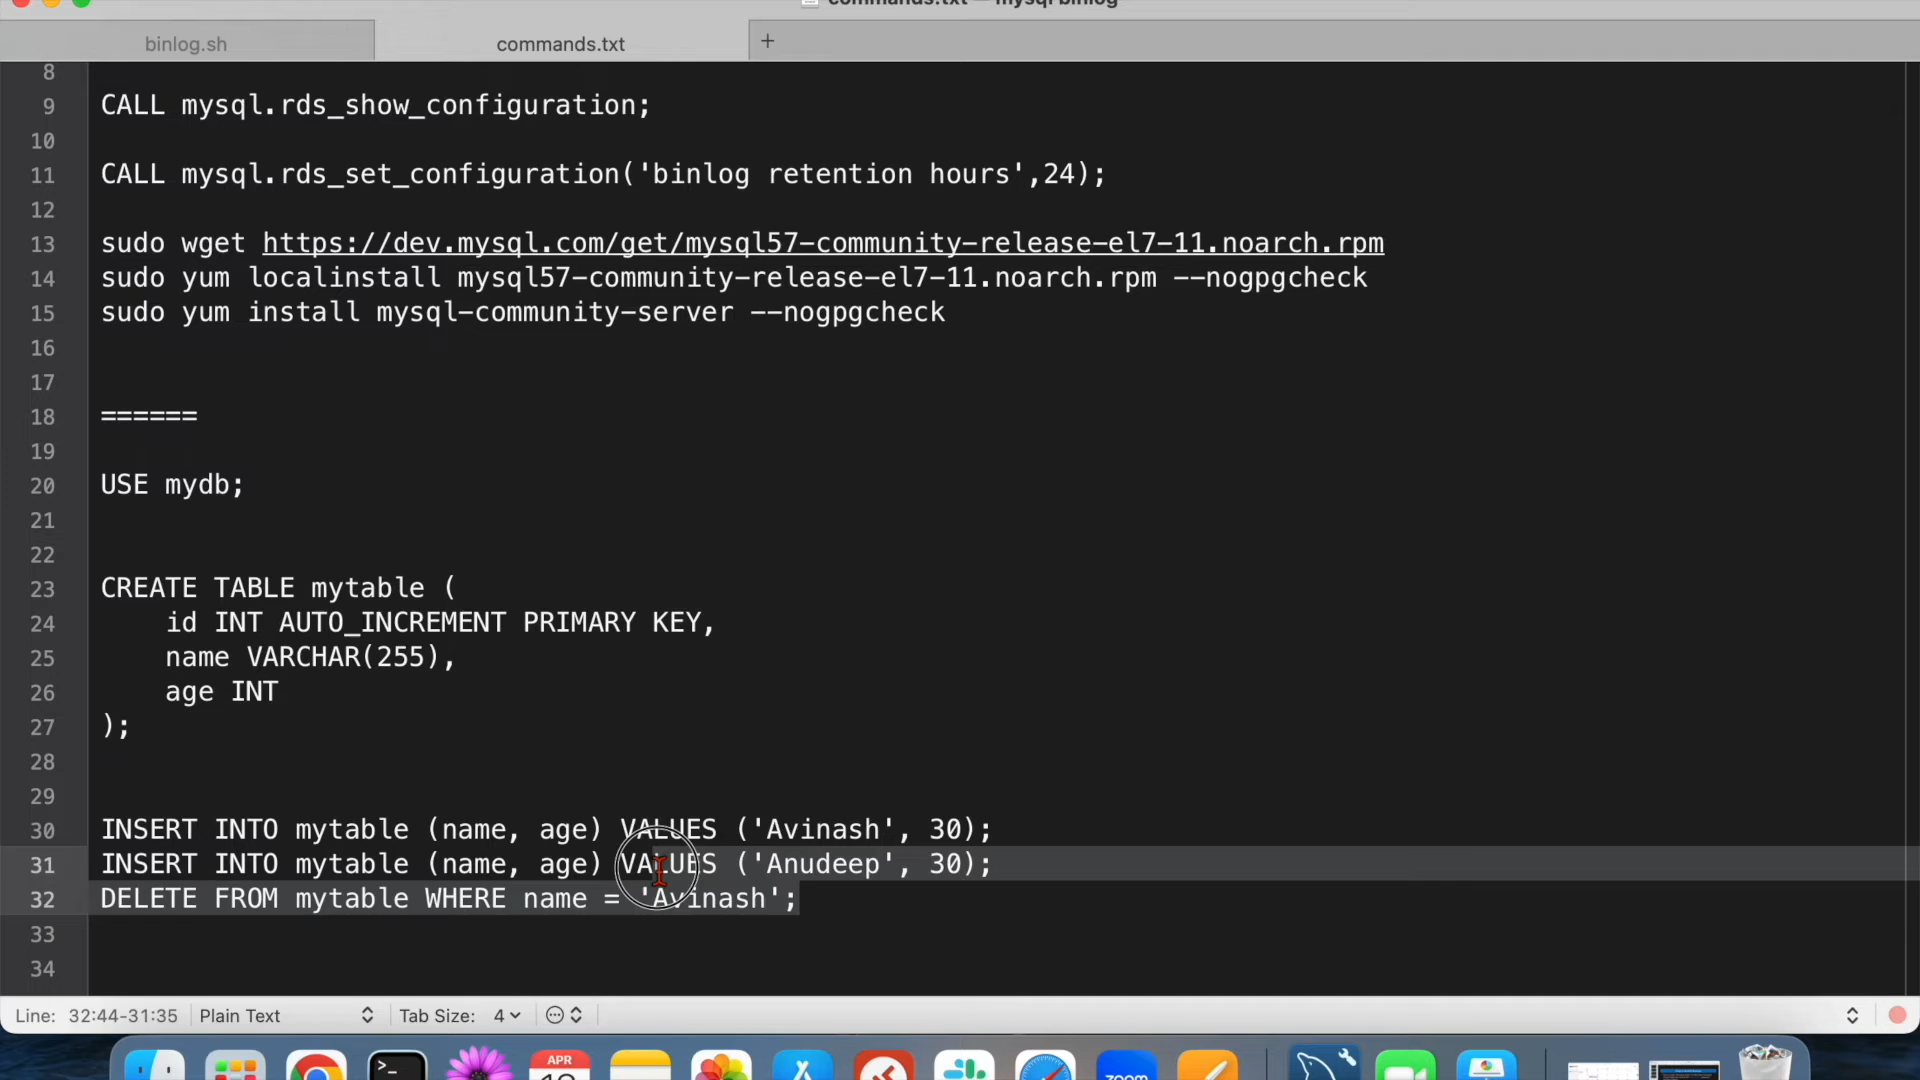 commands.txt — mysql binlog
binlog.sh
commands.txt
+
8
9 CALL mysql.rds_show_configuration;
10
11 CALL mysql.rds_set_configuration('binlog retention hours',24);
12
13 sudo wget https://dev.mysql.com/get/mysql57-community-release-el7-11.noarch.rpm
14 sudo yum localinstall mysql57-community-release-el7-11.noarch.rpm --nogpgcheck
15 sudo yum install mysql-community-server --nogpgcheck
16
17
18 ======
19
20 USE mydb;
21
22
23 CREATE TABLE mytable (
24 id INT AUTO_INCREMENT PRIMARY KEY,
25 name VARCHAR(255),
26 age INT
27 );
28
29
30 INSERT INTO mytable (name, age) VALUES ('Avinash', 30);
31 INSERT INTO mytable (name, age) VALUES ('Anudeep', 30);
32 DELETE FROM mytable WHERE name = 'Avinash';
33
34
Line: 32:44-31:35 Plain Text Tab Size: 4
APR
zoom